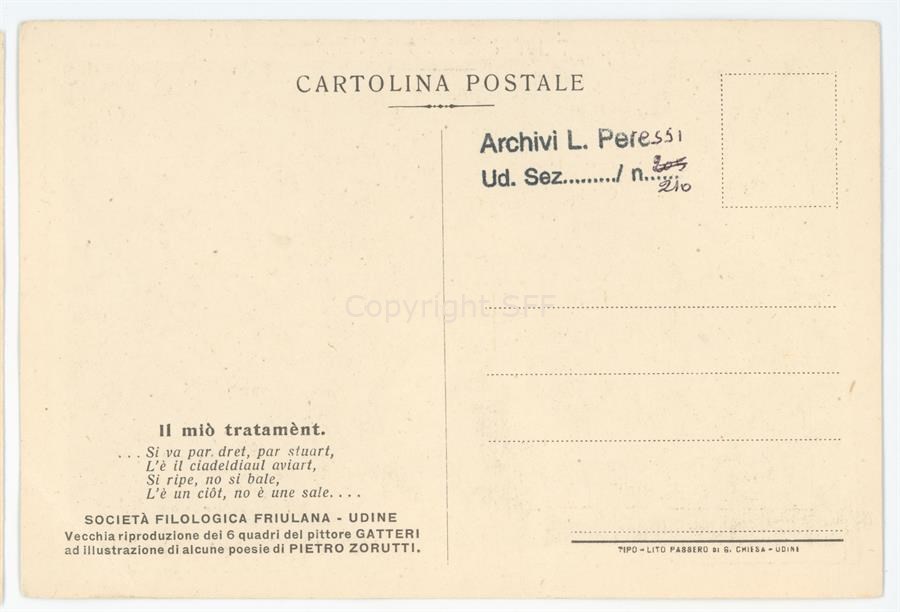 CARTOLINA POSTALE
Archivi L. Peressi
Ud. Sez........./ n......
205
210
Copyright SFF
Il miò tratamènt.
. . . Si va par dret, par stuart,
L'è il ciadeldiaul aviart,
Si ripe, no si bale,
L'è un ciôt, no è une sale. . . .
SOCIETÀ FILOLOGICA FRIULANA - UDINE
Vecchia riproduzione dei 6 quadri del pittore GATTERI
ad illustrazione di alcune poesie di PIETRO ZORUTTI.
TIPO-LITO PASSERO DI G. CHIESA - UDINE